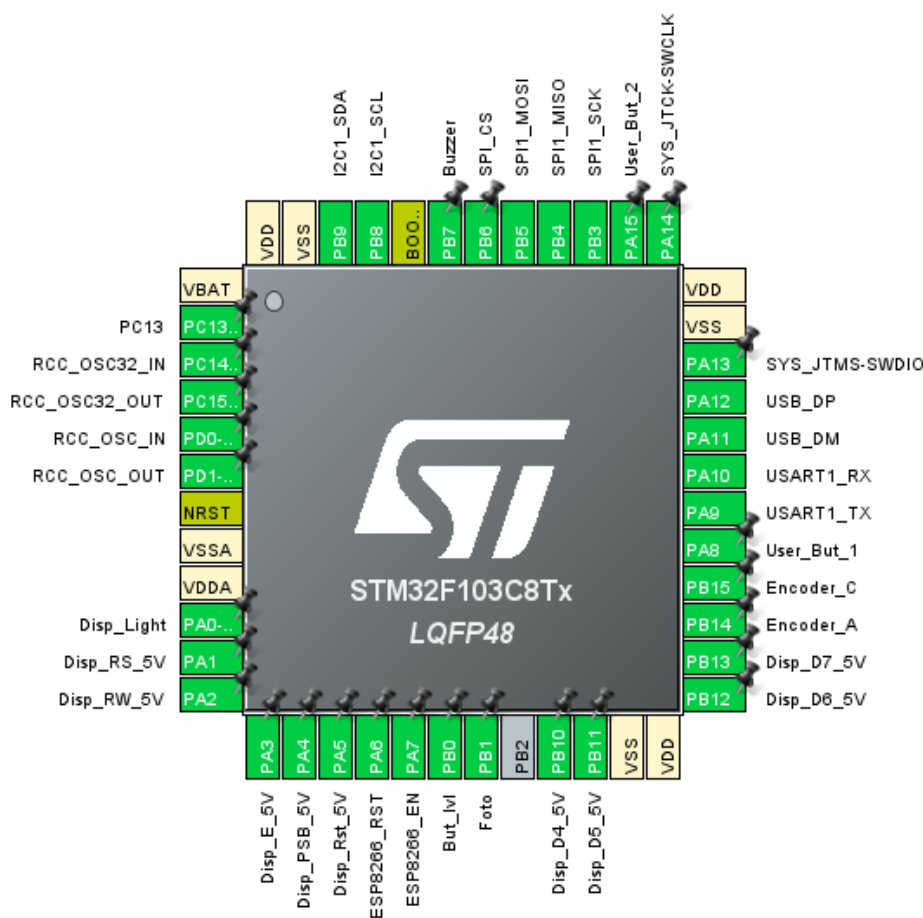 I2C1_SDA
I2C1_SCL
Buzzer
SPI_CS
SPI1_MOSI
SPI1_MISO
SPI1_SCK
User_But_2
SYS_JTCK-SWCLK
VDD
VSS
PB9
PB8
BOO..
PB7
PB6
PB5
PB4
PB3
PA15
PA14
VBAT
PC13
PC13..
RCC_OSC32_IN
PC14..
RCC_OSC32_OUT
PC15..
RCC_OSC_IN
PD0-..
RCC_OSC_OUT
PD1-..
NRST
VSSA
VDDA
Disp_Light
PA0-..
Disp_RS_5V
PA1
Disp_RW_5V
PA2
ST
STM32F103C8Tx
LQFP48
VDD
VSS
PA13
SYS_JTMS-SWDIO
PA12
USB_DP
PA11
USB_DM
PA10
USART1_RX
PA9
USART1_TX
PA8
User_But_1
PB15
Encoder_C
PB14
Encoder_A
PB13
Disp_D7_5V
PB12
Disp_D6_5V
PA3
PA4
PA5
PA6
PA7
PB0
PB1
PB2
PB10
PB11
VSS
VDD
Disp_E_5V
Disp_PSB_5V
Disp_Rst_5V
ESP8266_RST
ESP8266_EN
But_lvl
Foto
Disp_D4_5V
Disp_D5_5V